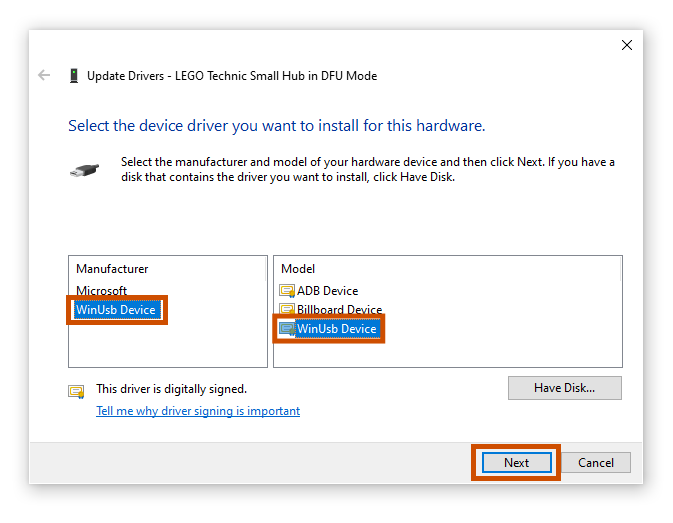 Update Drivers - LEGO Technic Small Hub in DFU Mode
Select the device driver you want to install for this hardware.
Select the manufacturer and model of your hardware device and then click Next. If you have a
disk that contains the driver you want to install, click Have Disk.
Manufacturer
Microsoft
WinUsb Device
Model
ADB Device
Billboard Device
WinUsb Device
This driver is digitally signed.
Tell me why driver signing is important
Have Disk...
Next
Cancel